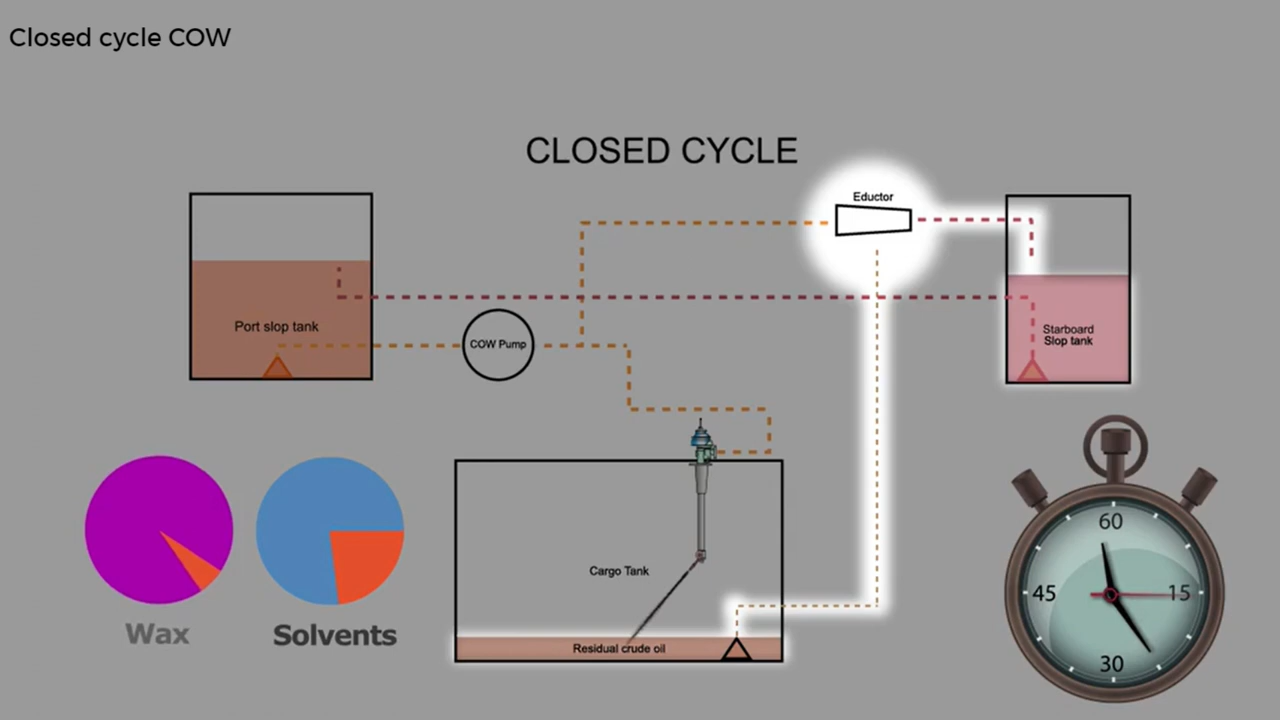 Closed cycle COW
CLOSED CYCLE
Eductor
Port slop tank
COW Pump
Starboard
Slop tank
Cargo Tank
Residual crude oil
Wax
Solvents
60
45
15
30